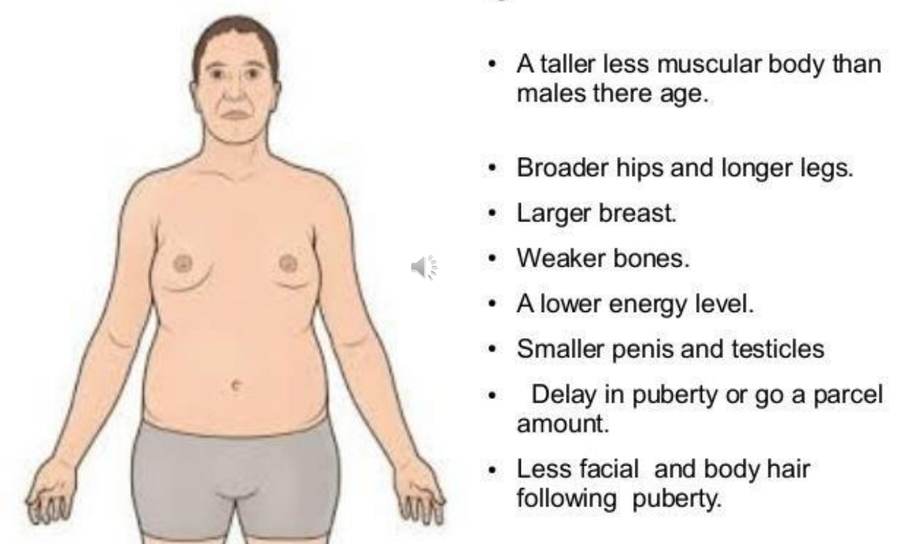 • A taller less muscular body than
males there age.
• Broader hips and longer legs.
• Larger breast.
• Weaker bones.
• A lower energy level.
• Smaller penis and testicles
• Delay in puberty or go a parcel
amount.
• Less facial and body hair
following puberty.